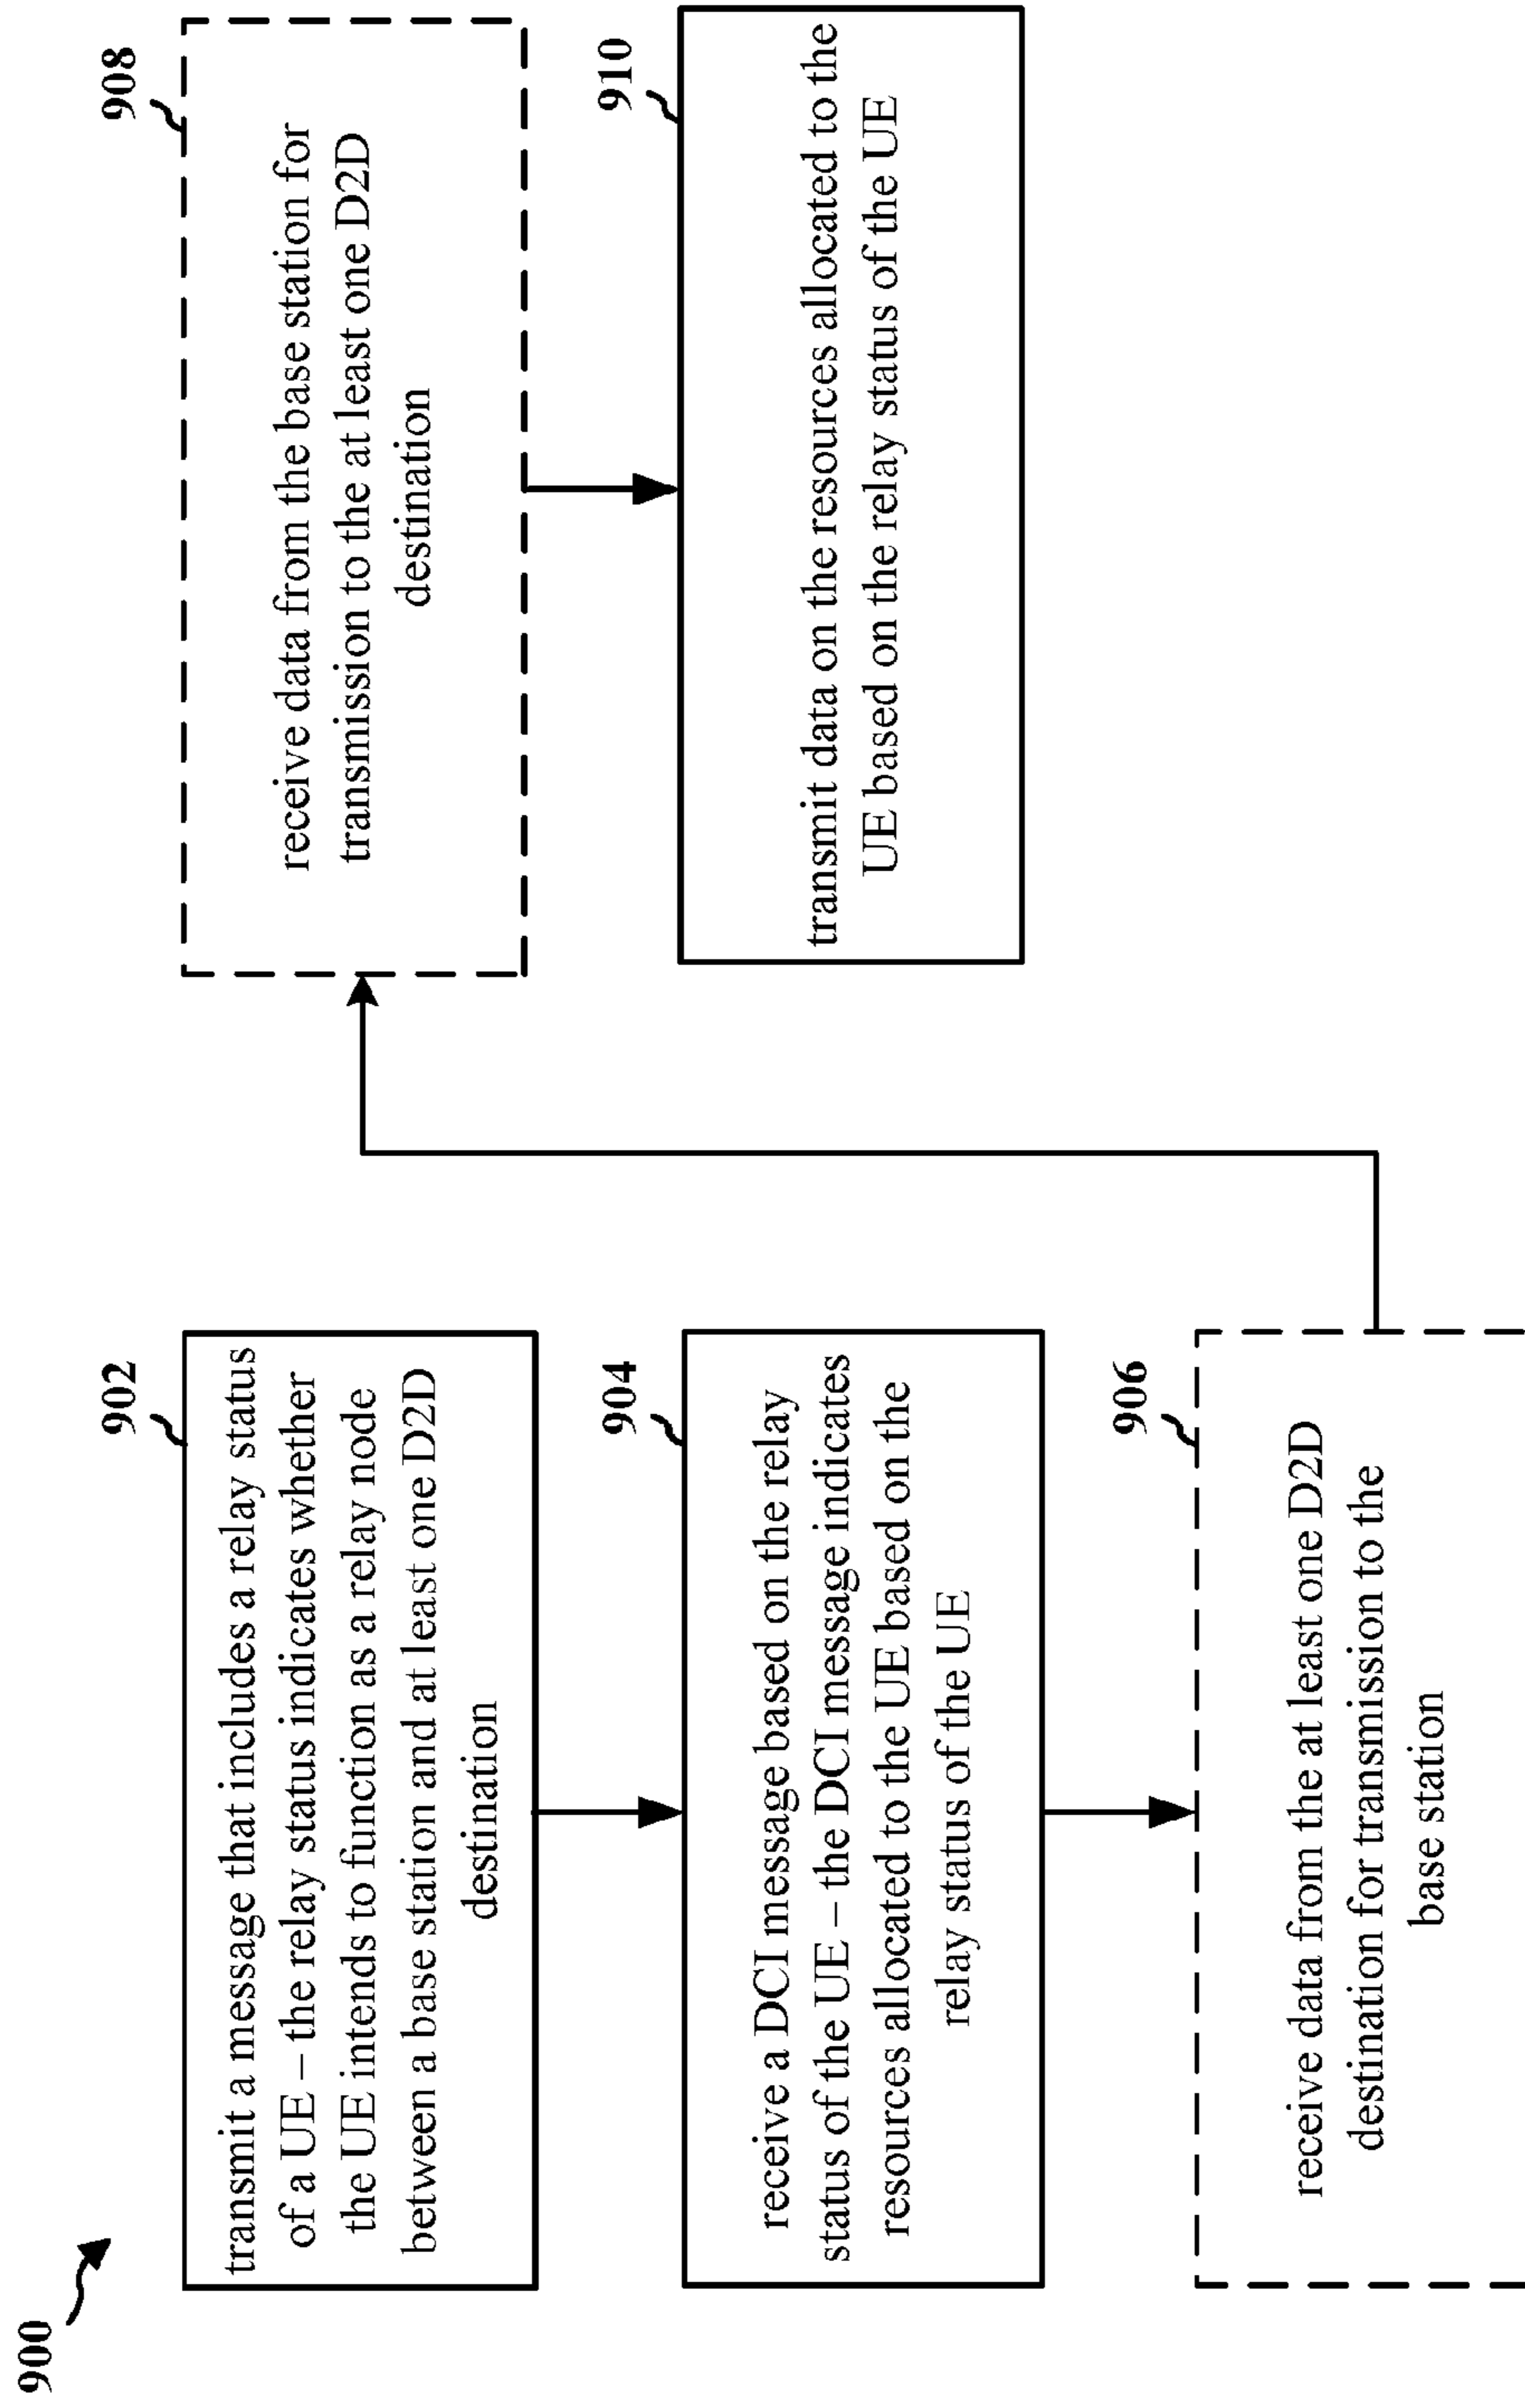 900
902
transmit a message that includes a relay status
of a UE – the relay status indicates whether
the UE intends to function as a relay node
between a base station and at least one D2D
destination
904
receive a DCI message based on the relay
status of the UE – the DCI message indicates
resources allocated to the UE based on the
relay status of the UE
906
receive data from the at least one D2D
destination for transmission to the
base station
908
receive data from the base station for
transmission to the at least one D2D
destination
910
transmit data on the resources allocated to the
UE based on the relay status of the UE